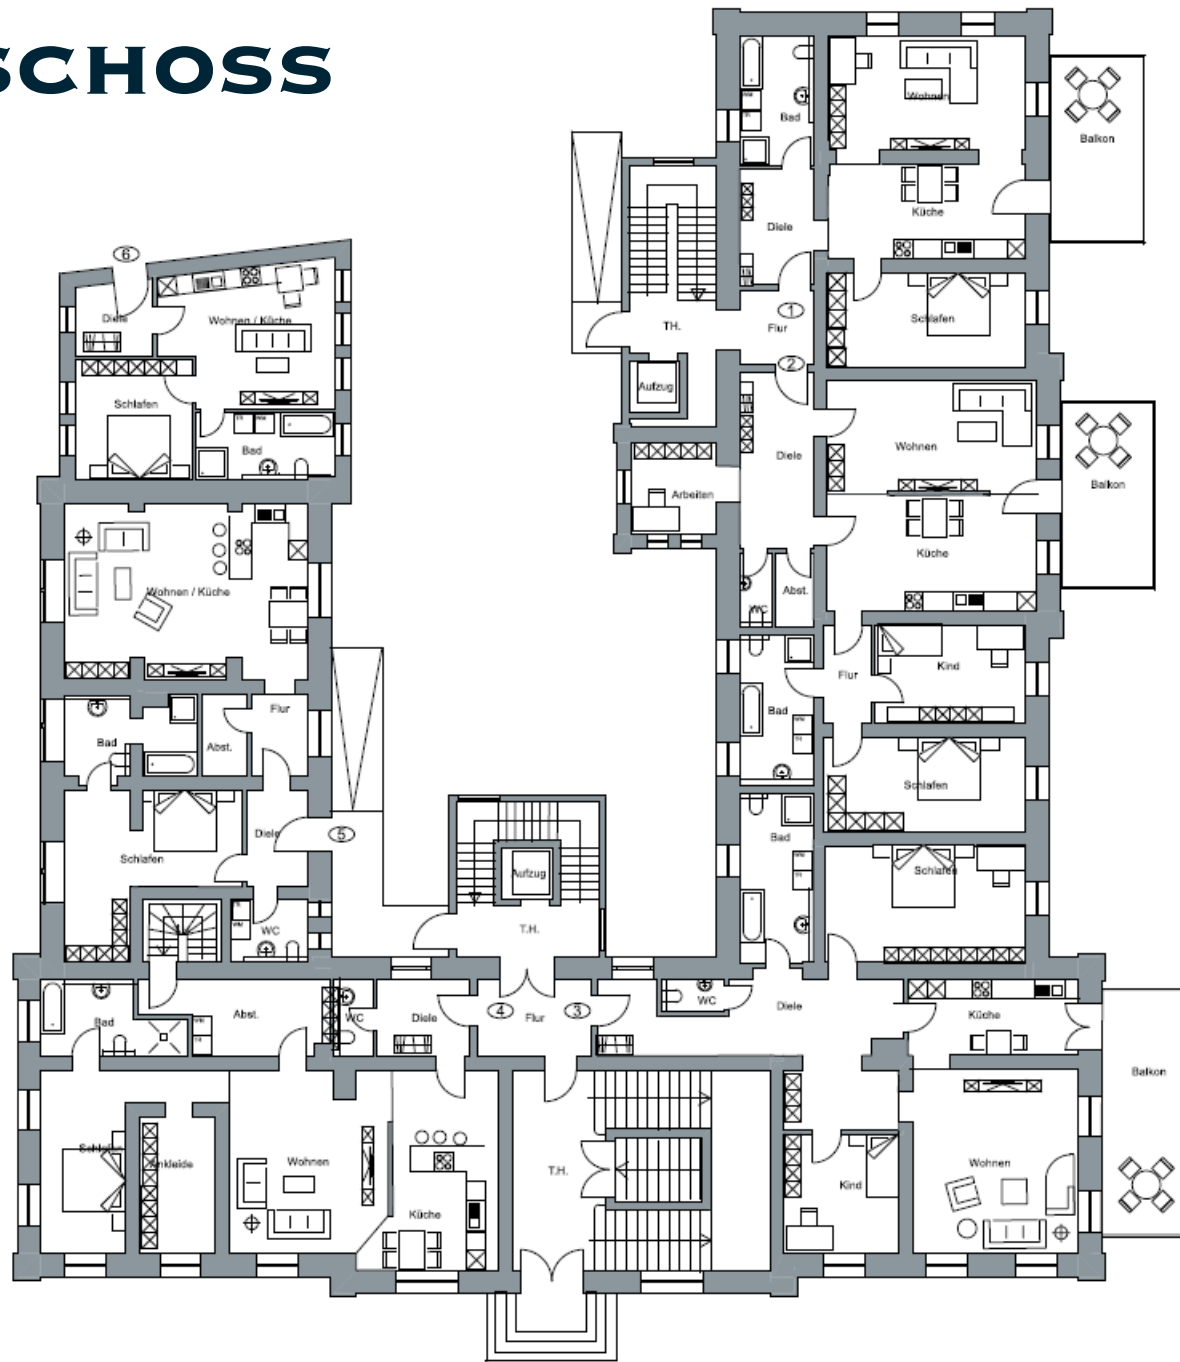 SCHOSS
Bad
Wohnen
Balkon
Küche
Diele
Schlafen
1
TH.
Flur
2
Aufzug
6
Diele
Wohnen / Küche
Schlafen
Bad
Wohnen
Balkon
Diele
Arbeiten
Küche
WC
Abst.
Wohnen / Küche
Flur
Kind
Bad
Schlafen
Flur
Bad
Abst.
Schlafen
Diele
5
Bad
Schlafen
Aufzug
WC
T.H.
Bad
Abst.
WC
Diele
4
Flur
3
WC
Diele
Küche
Balkon
Schlafen
Ankleide
Wohnen
Küche
T.H.
Kind
Wohnen